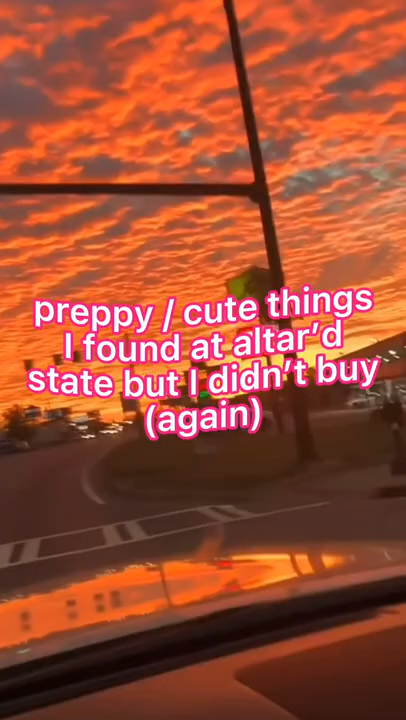 preppy / cute things
I found at altar’d
state but I didn’t buy
(again)